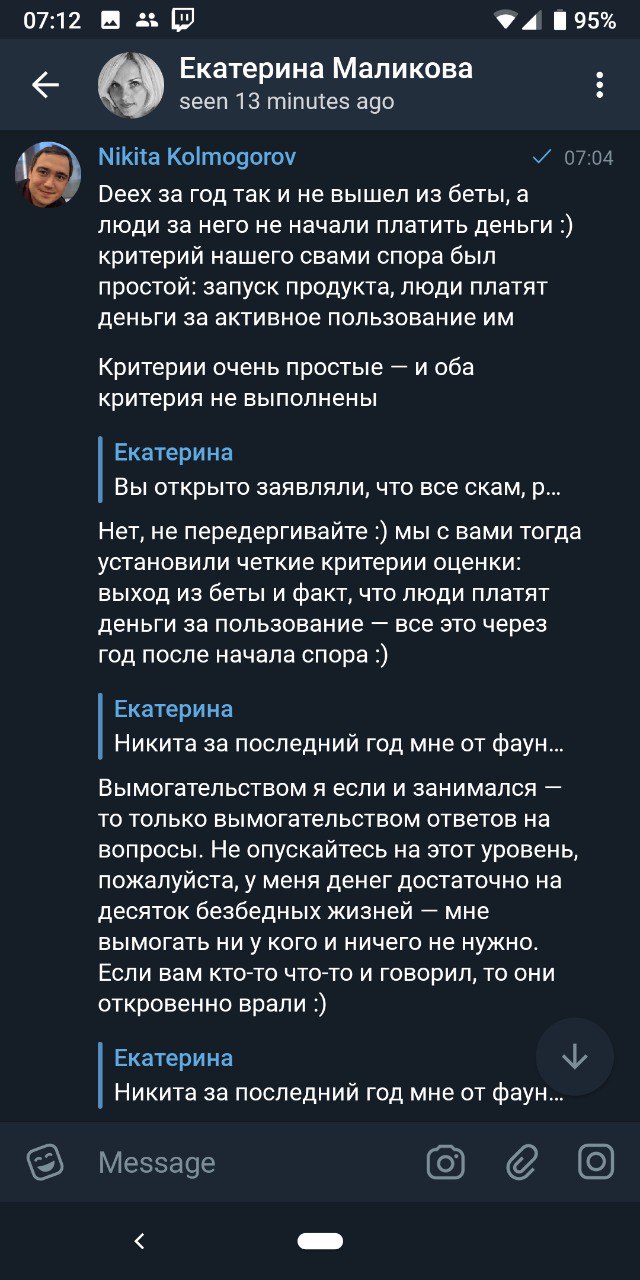 07:12
95%
Екатерина Маликова
seen 13 minutes ago
Nikita Kolmogorov
07:04
Deex за год так и не вышел из беты, а
люди за него не начали платить деньги :)
критерий нашего свами спора был
простой: запуск продукта, люди платят
деньги за активное пользование им
Критерии очень простые — и оба
критерия не выполнены
Екатерина
Вы открыто заявляли, что все скам, р…
Нет, не передергивайте :) мы с вами тогда
установили четкие критерии оценки:
выход из беты и факт, что люди платят
деньги за пользование — все это через
год после начала спора :)
Екатерина
Никита за последний год мне от фаун…
Вымогательством я если и занимался —
то только вымогательством ответов на
вопросы. Не опускайтесь на этот уровень,
пожалуйста, у меня денег достаточно на
десяток безбедных жизней — мне
вымогать ни у кого и ничего не нужно.
Если вам кто-то что-то и говорил, то они
откровенно врали :)
Екатерина
Никита за последний год мне от фаун…
Message